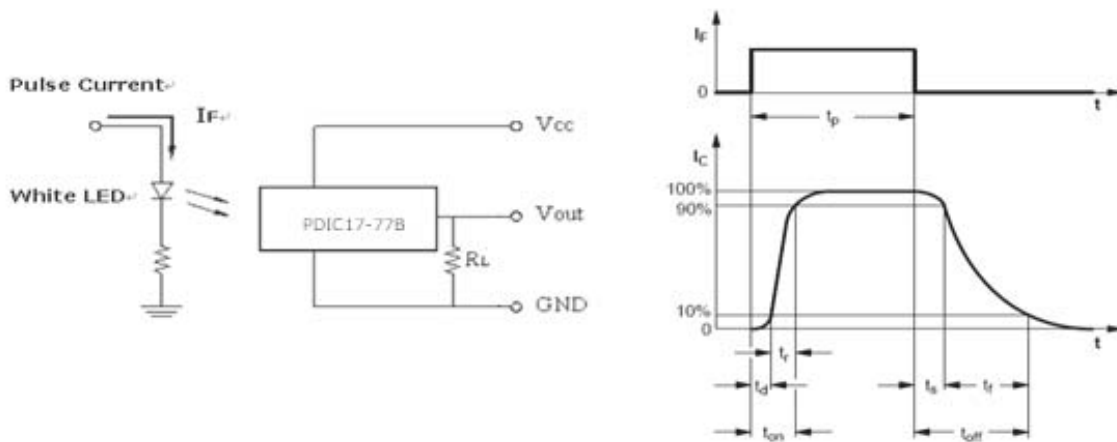 Pulse Current
IF
White LED
PDIC17-77B
Vcc
Vout
RL
GND
IF
0
t
tp
IC
100%
90%
10%
0
t
tr
td
ts
tf
ton
toff